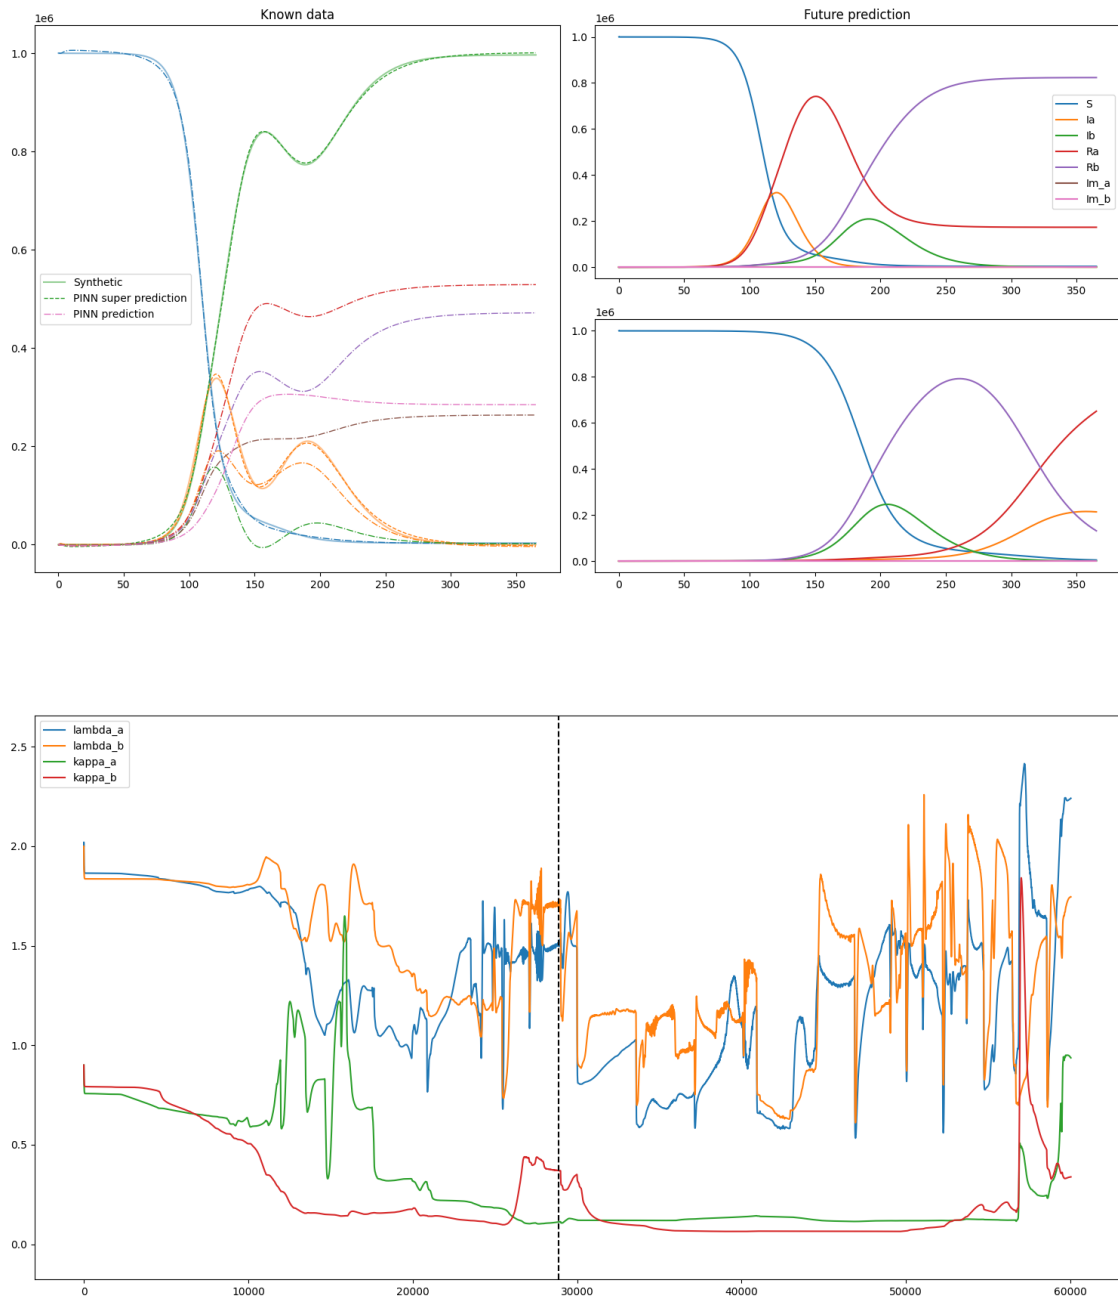 Known data
1e6
1.0
0.8
0.6
0.4
0.2
0.0
Synthetic
PINN super prediction
PINN prediction
0 50 100 150 200 250 300 350
Future prediction
1e6
1.0
0.8
0.6
0.4
0.2
0.0
S
Ia
Ib
Ra
Rb
Im_a
Im_b
0 50 100 150 200 250 300 350
1e6
1.0
0.8
0.6
0.4
0.2
0.0
0 50 100 150 200 250 300 350
lambda_a
lambda_b
kappa_a
kappa_b
2.5
2.0
1.5
1.0
0.5
0.0
0 10000 20000 30000 40000 50000 60000